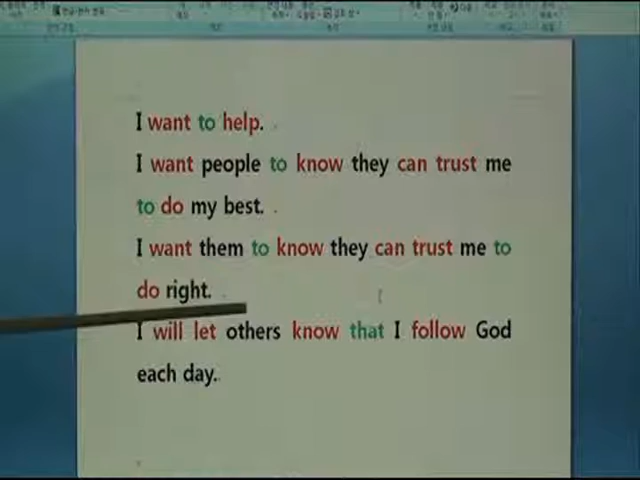 I want to help.
I want people to know they can trust me
to do my best.
I want them to know they can trust me to
do right.
I will let others know that I follow God
each day.